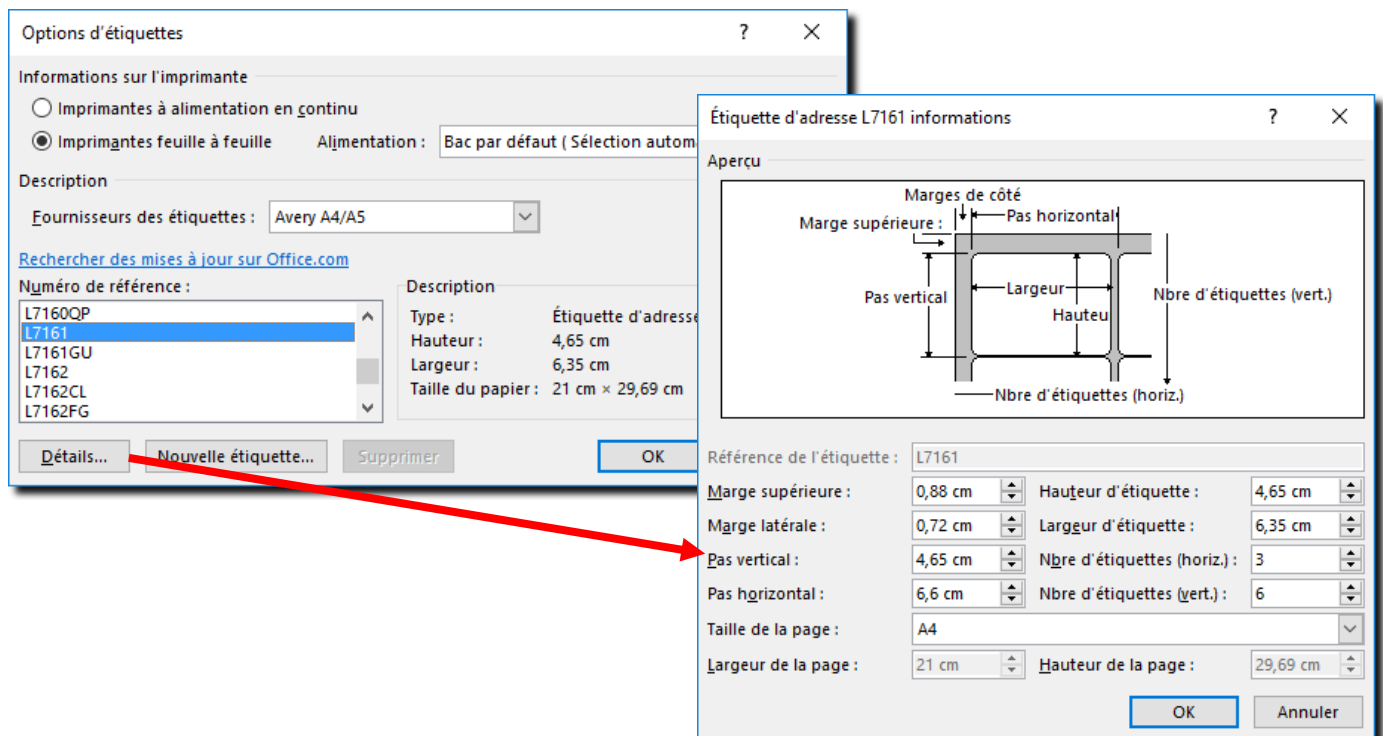 Options d'étiquettes
Informations sur l'imprimante
Imprimantes à alimentation en continu
Imprimantes feuille à feuille Alimentation : Bac par défaut ( Sélection autom
Description
Fournisseurs des étiquettes : Avery A4/A5
Rechercher des mises à jour sur Office.com
Numéro de référence :
L7160QP
L7161
L7161GU
L7162
L7162CL
L7162FG
Description
Type : Étiquette d'adresse
Hauteur : 4,65 cm
Largeur : 6,35 cm
Taille du papier : 21 cm × 29,69 cm
Détails... Nouvelle étiquette... Supprimer OK
Étiquette d'adresse L7161 informations
Aperçu
Marges de côté
Pas horizontal
Marge supérieure :
Pas vertical
Largeur
Hauteu
Nbre d'étiquettes (vert.)
Nbre d'étiquettes (horiz.)
Référence de l'étiquette : L7161
Marge supérieure : 0,88 cm Hauteur d'étiquette : 4,65 cm
Marge latérale : 0,72 cm Largeur d'étiquette : 6,35 cm
Pas vertical : 4,65 cm Nbre d'étiquettes (horiz.) : 3
Pas horizontal : 6,6 cm Nbre d'étiquettes (vert.) : 6
Taille de la page : A4
Largeur de la page : 21 cm Hauteur de la page : 29,69 cm
OK Annuler